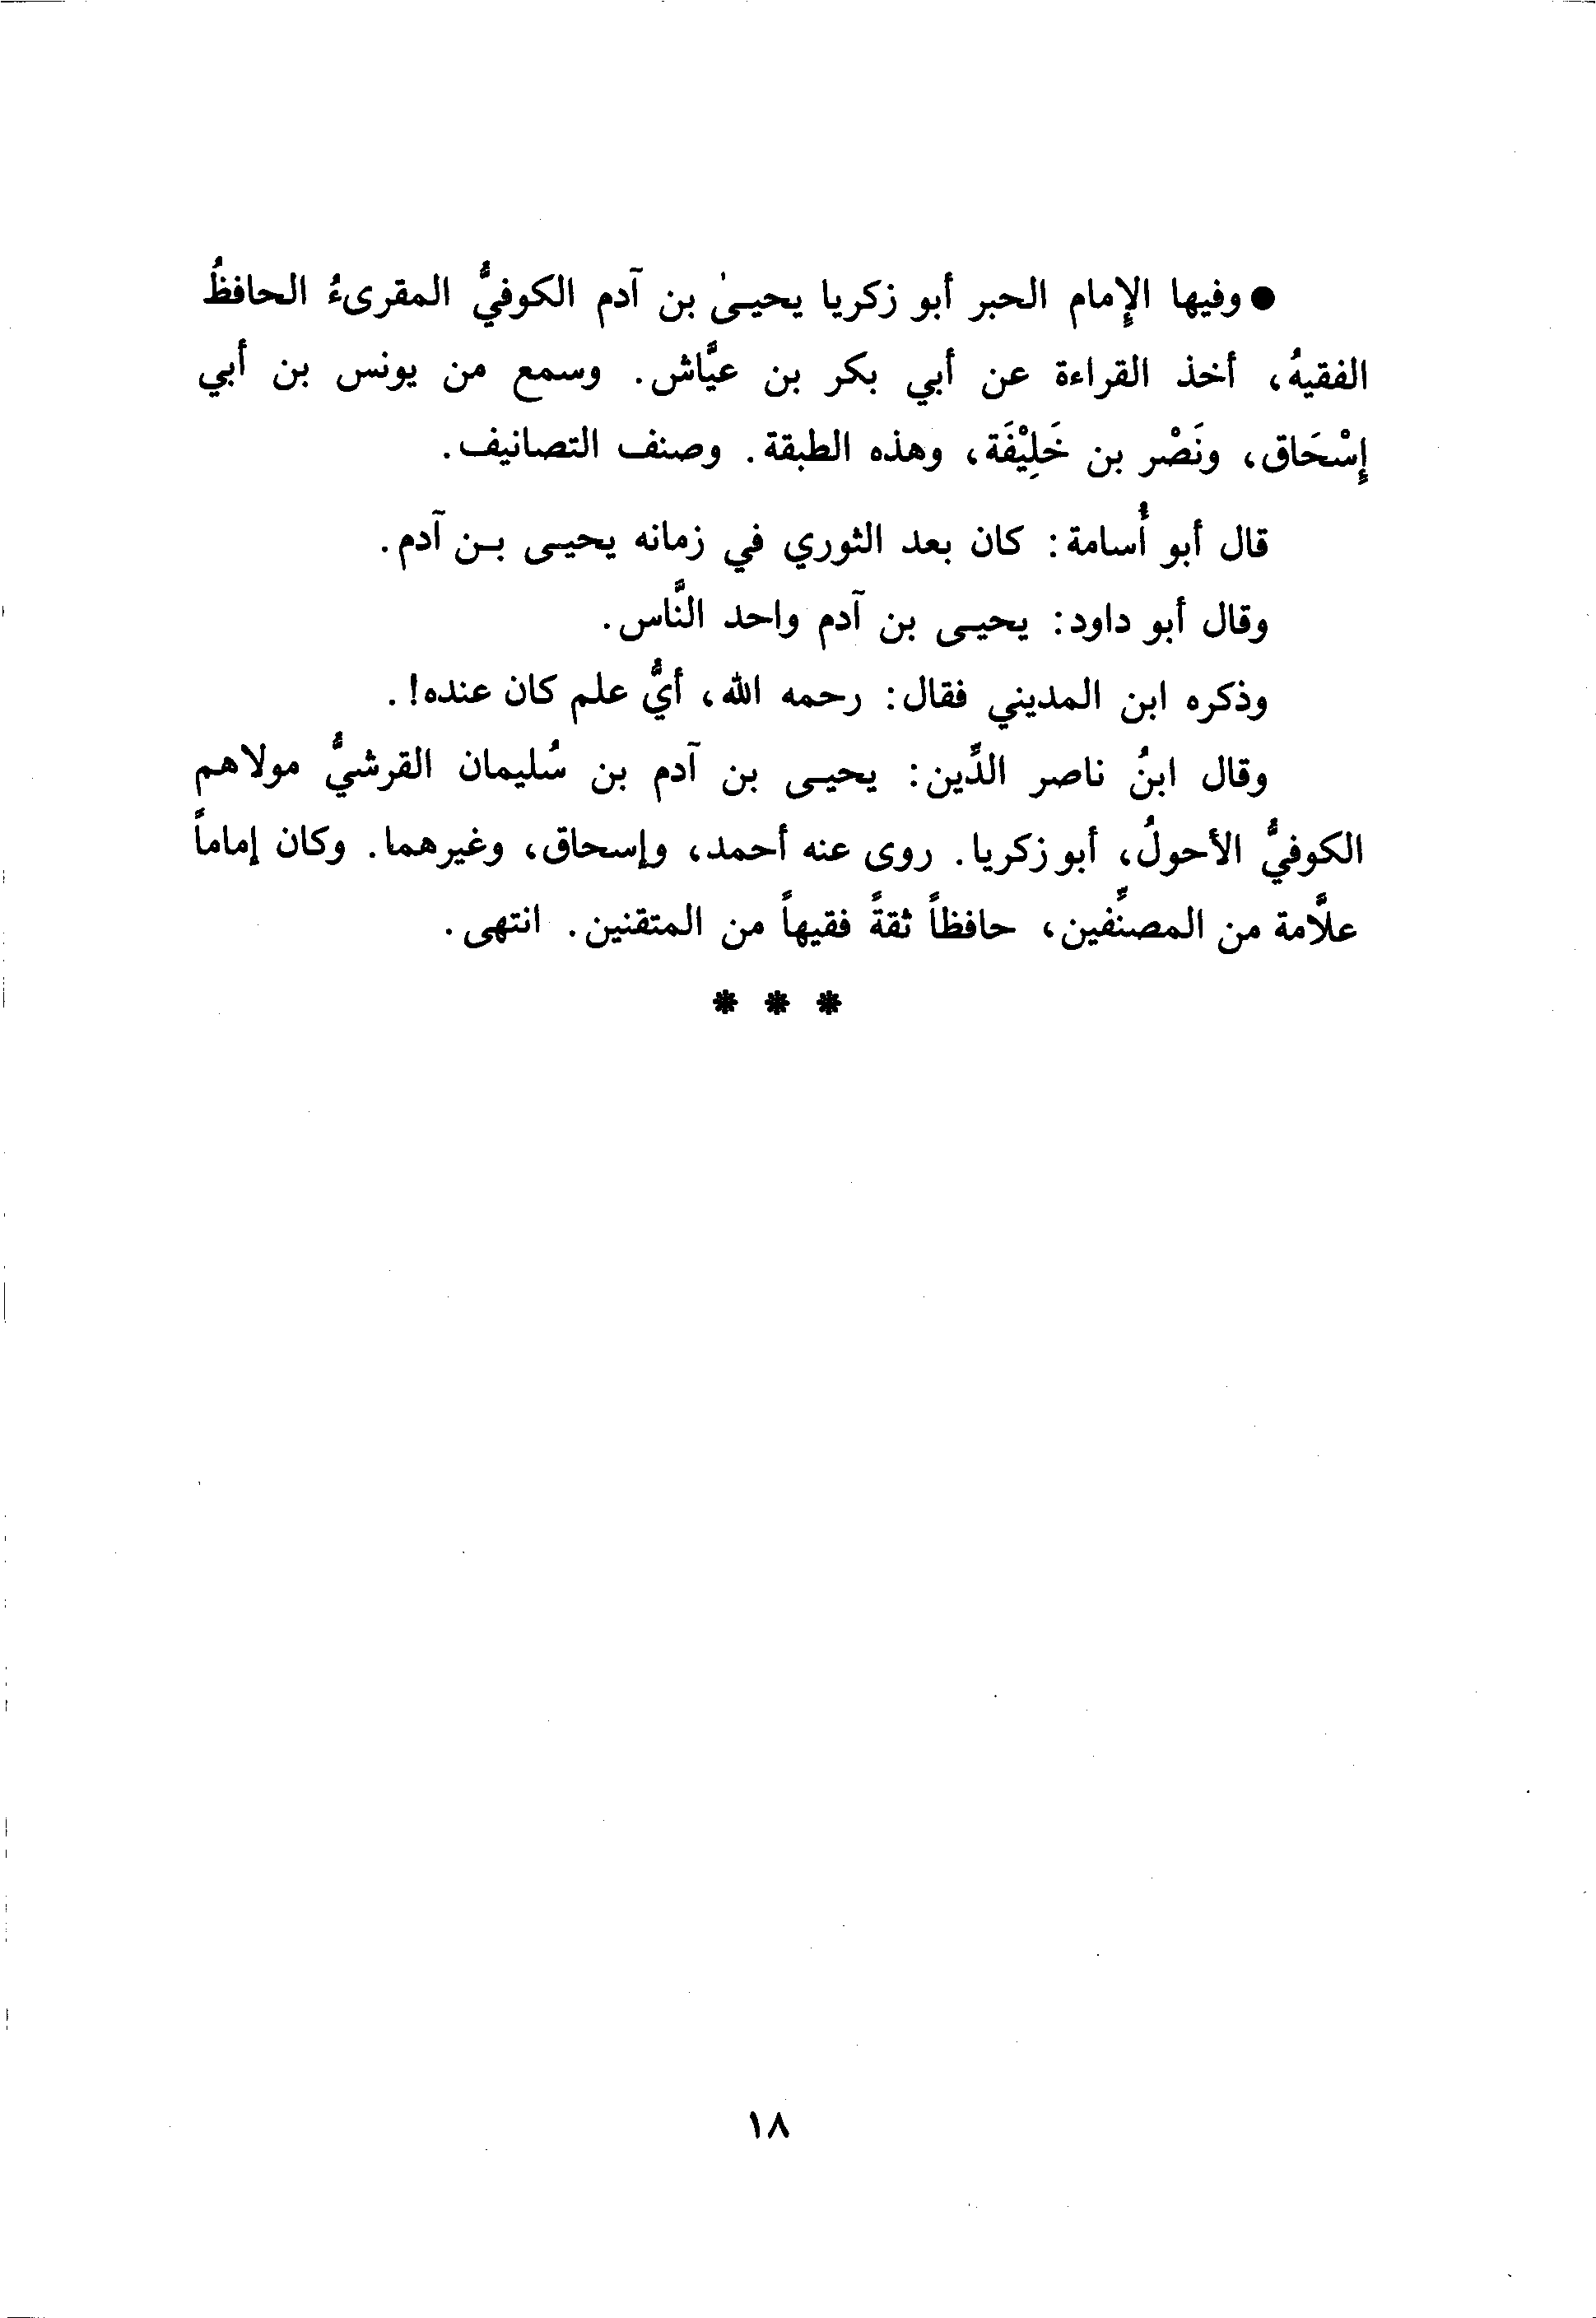 ● وفيها الإِمام الحبر أبو زكريا يحيىٰ بن آدم الكوفيُّ المقرىءُ الحافظُ
الفقيهُ، أخذ القراءة عن أبي بكر بن عيَّاش. وسمع من يونس بن أبي
إِسْحَاق، ونَصْر بن خَلِيْفَة، وهذه الطبقة. وصنف التصانيف.
قال أبو أُسامة: كان بعد الثوري في زمانه يحيى بـن آدم.
وقال أبو داود: يحيى بن آدم واحد النَّاس.
وذكره ابن المديني فقال: رحمه الله، أيُّ علم كان عنده!.
وقال ابنُ ناصر الدِّين: يحيى بن آدم بن سُليمان القرشيُّ مولاهم
الكوفيُّ الأحولُ، أبو زكريا. روى عنه أحمد، وإسحاق، وغيرهما. وكان إماماً
علاَّمة من المصنِّفين، حافظاً ثقةً فقيهاً من المتقنين. انتهى.
* * *
١٨